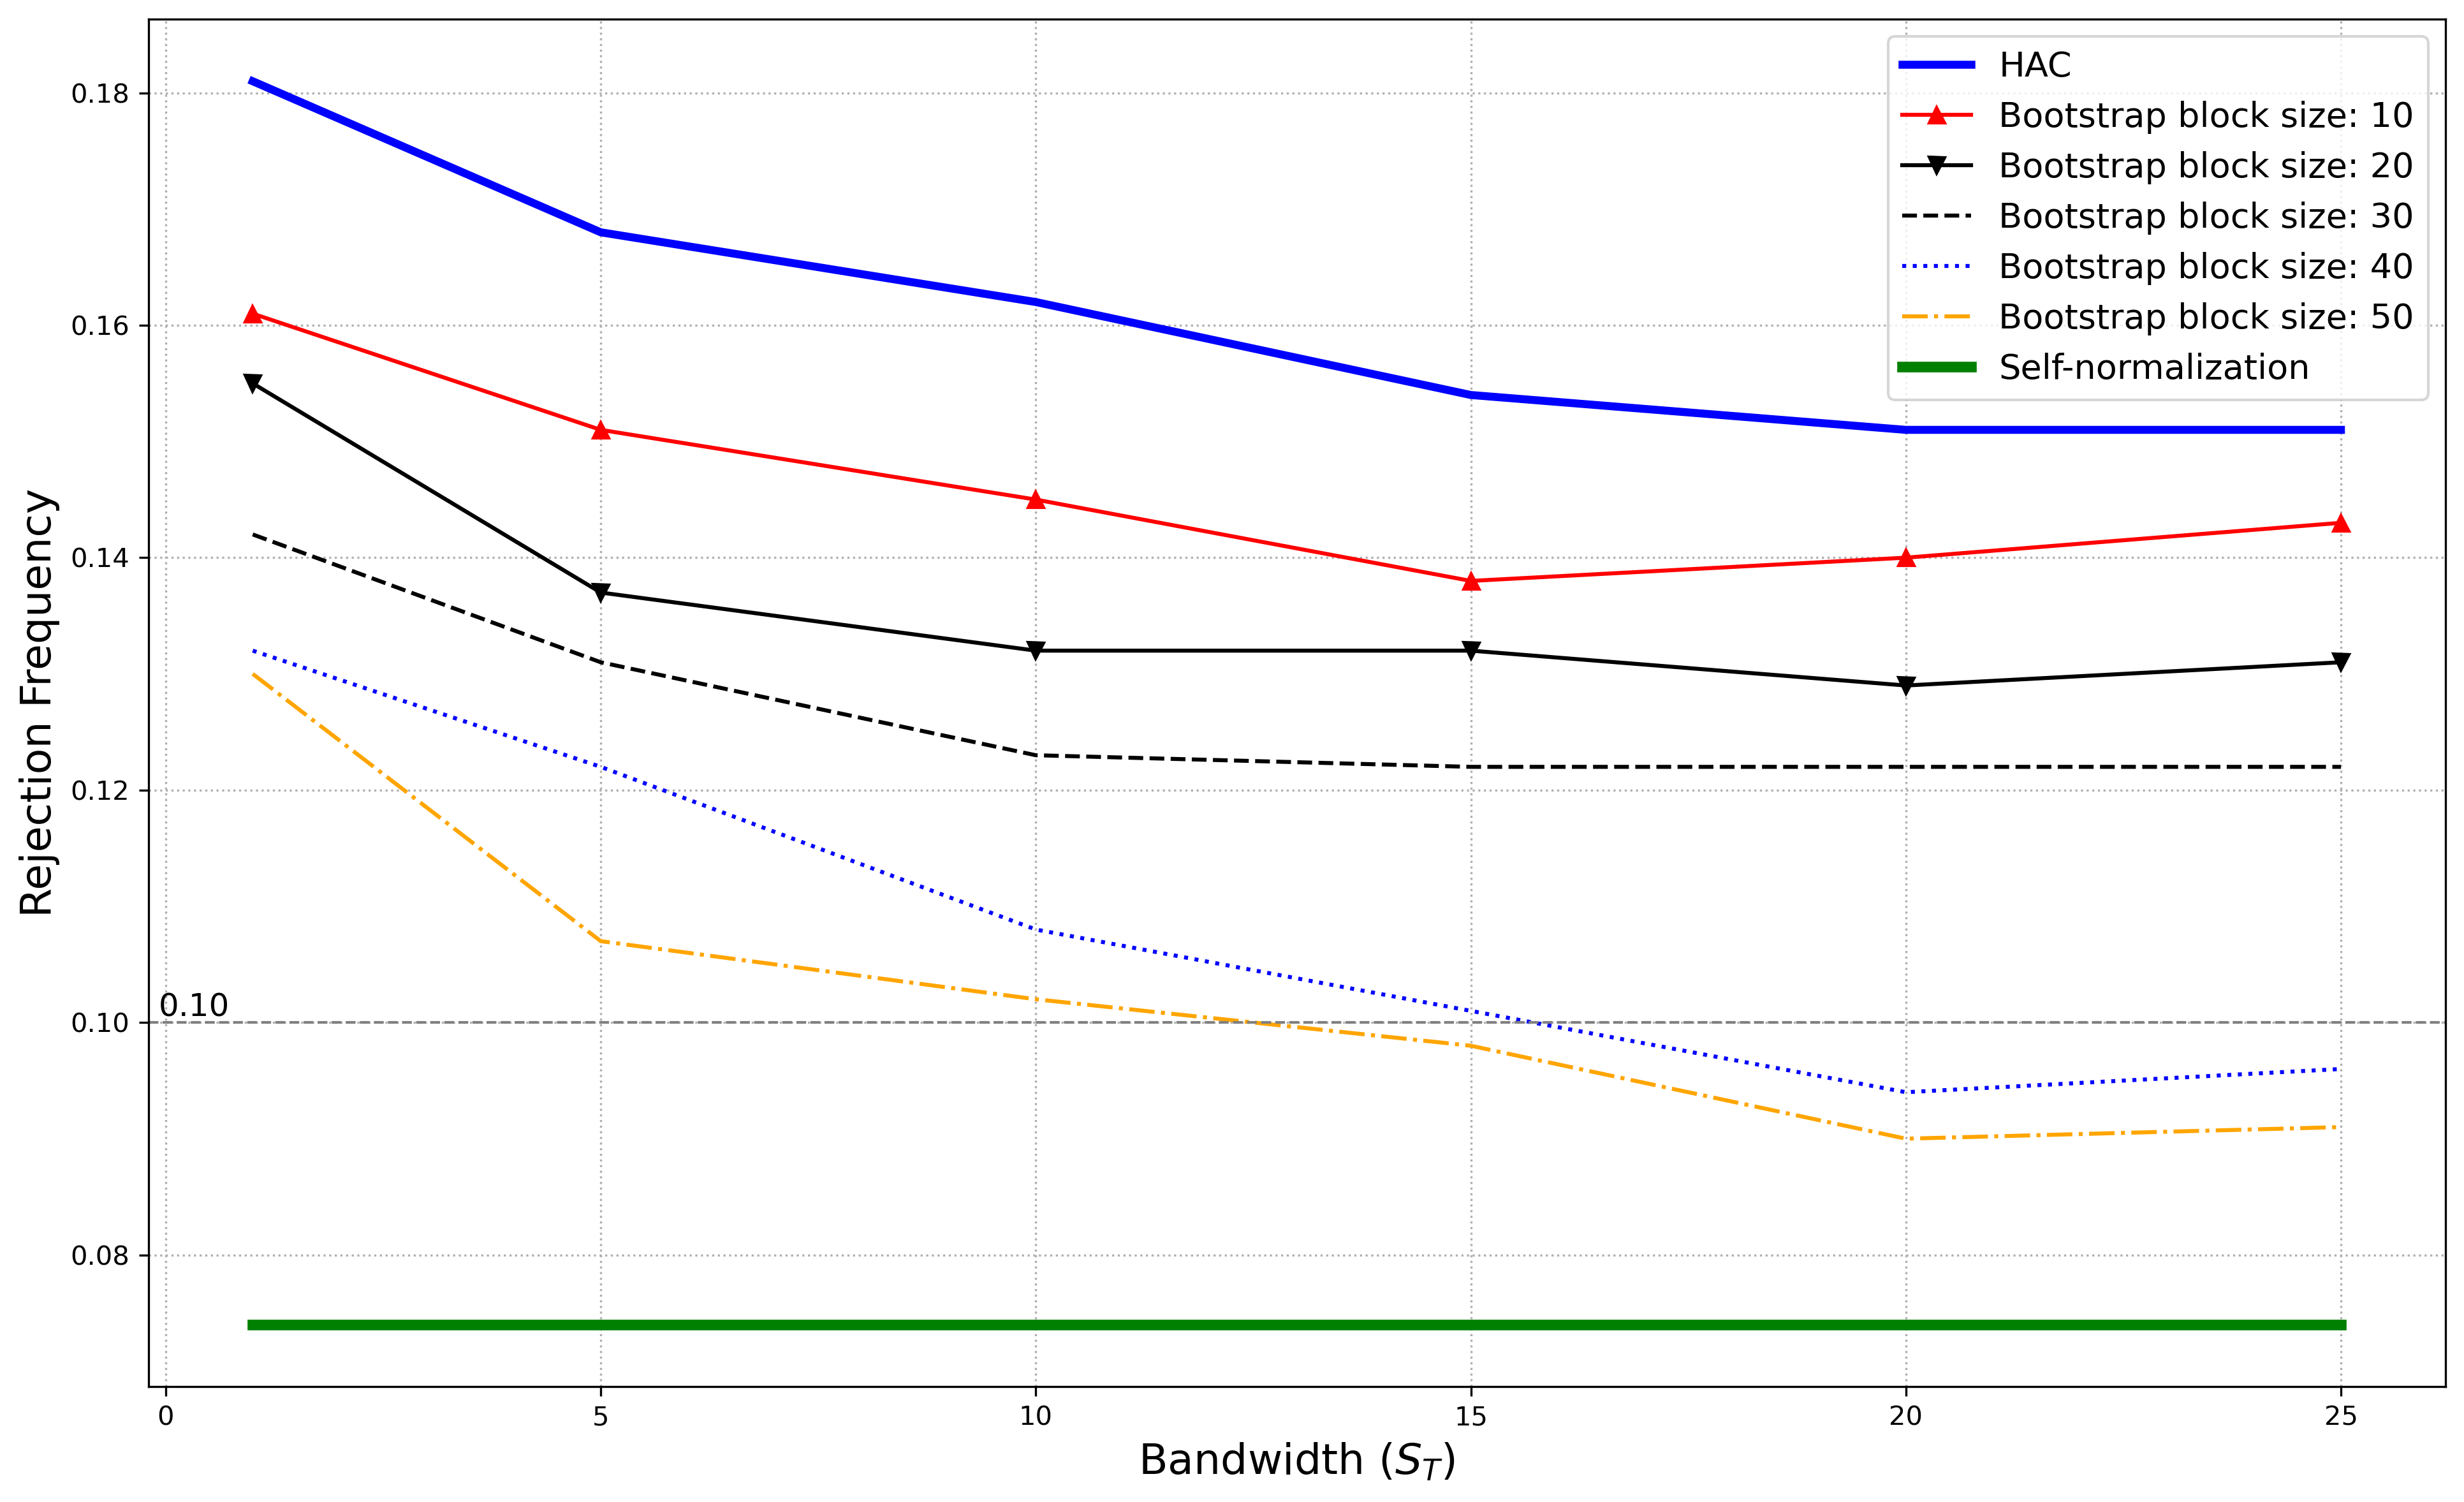 HAC
Bootstrap block size: 10
Bootstrap block size: 20
Bootstrap block size: 30
Bootstrap block size: 40
Bootstrap block size: 50
Self-normalization
Rejection Frequency
0.18
0.16
0.14
0.12
0.10
0.08
0.10
0 5 10 15 20 25
Bandwidth (S_T)